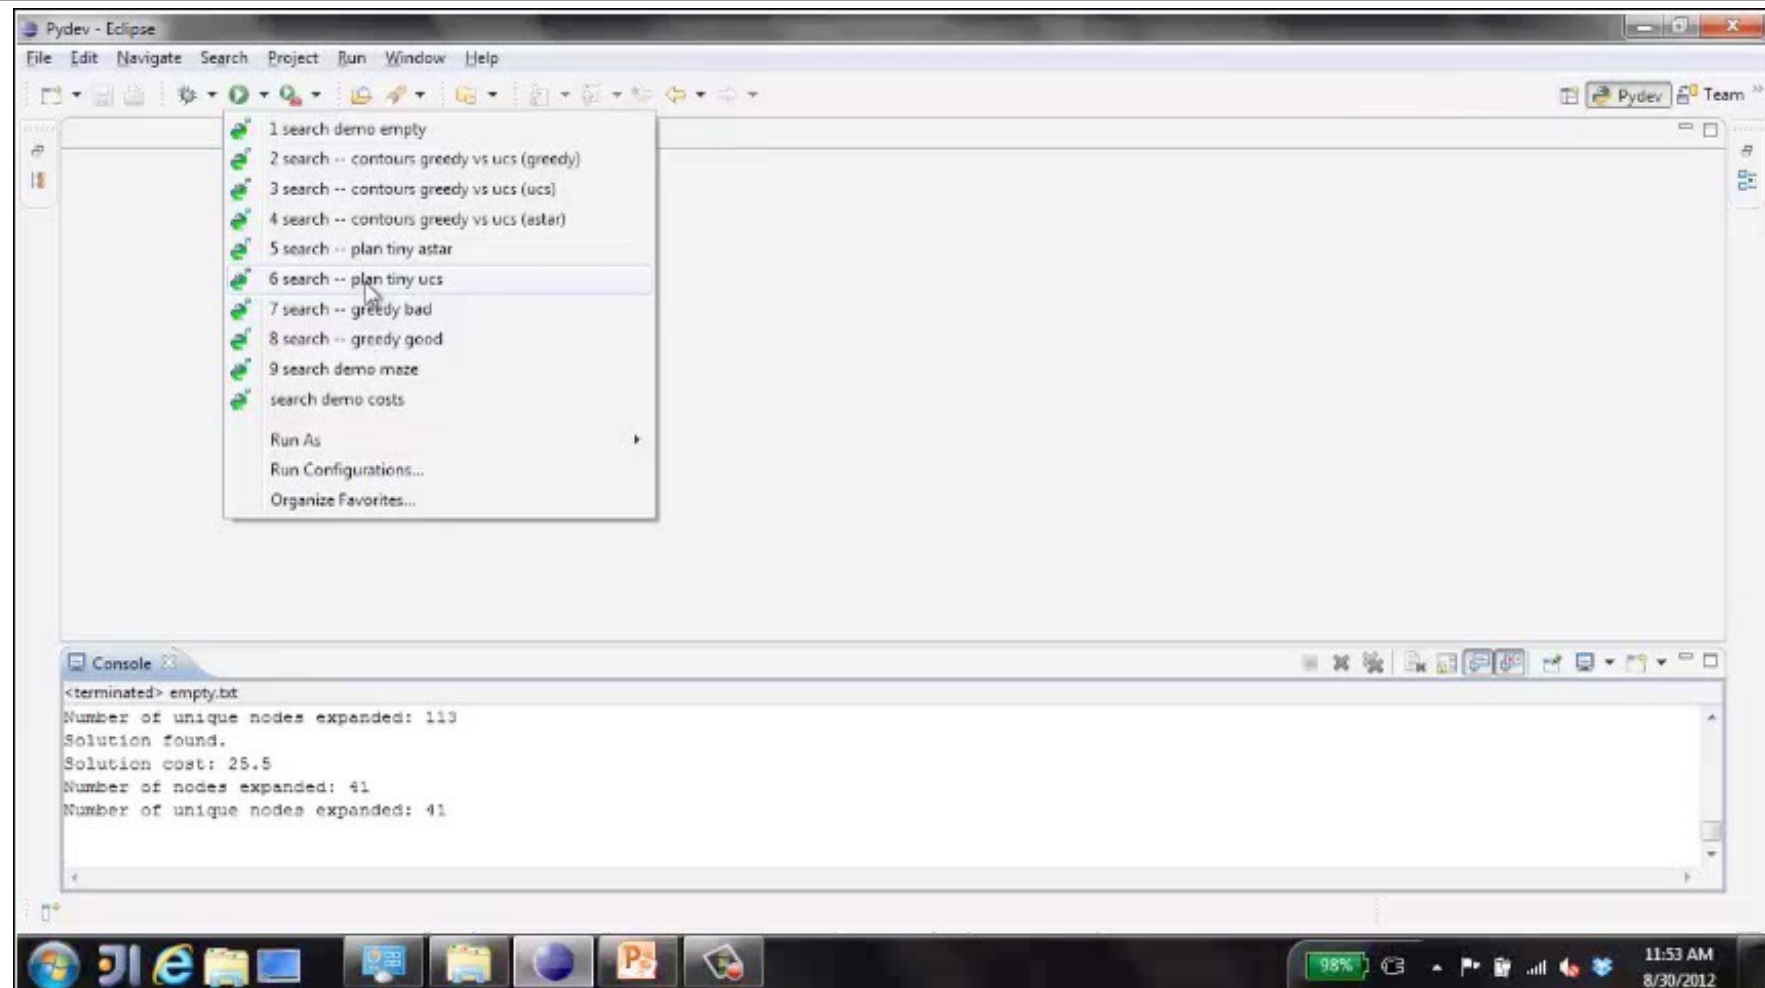 Pydev - Eclipse
File Edit Navigate Search Project Run Window Help
Pydev Team
1 search demo empty
2 search -- contours greedy vs ucs (greedy)
3 search -- contours greedy vs ucs (ucs)
4 search -- contours greedy vs ucs (astar)
5 search -- plan tiny astar
6 search -- plan tiny ucs
7 search -- greedy bad
8 search -- greedy good
9 search demo maze
search demo costs
Run As
Run Configurations...
Organize Favorites...
Console
<terminated> empty.txt
Number of unique nodes expanded: 113
Solution found.
Solution cost: 25.5
Number of nodes expanded: 41
Number of unique nodes expanded: 41
98%
11:53 AM
8/30/2012